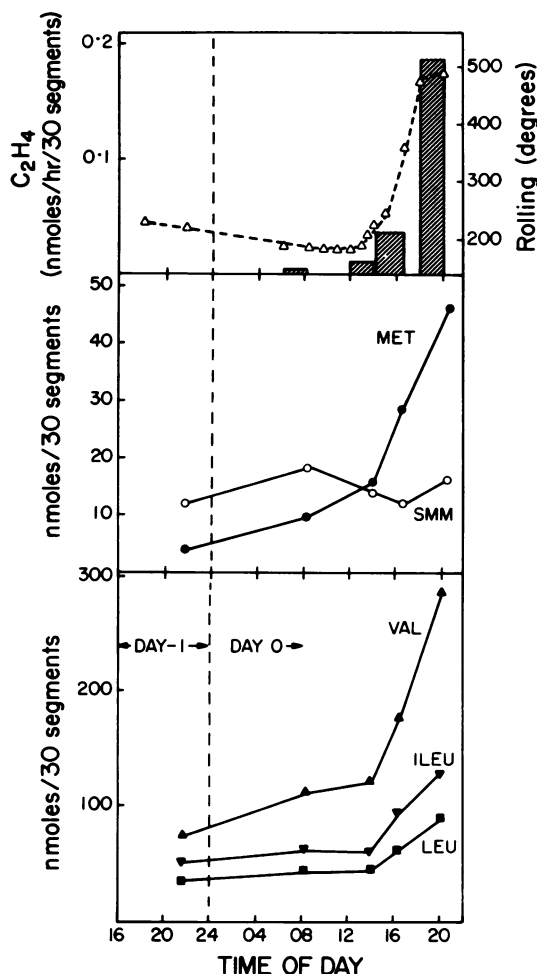 C₂H₄
(nmoles/hr/30 segments)
0·2
0·1
500
400
300
200
Rolling (degrees)
nmoles/30 segments
50
40
30
20
10
MET
SMM
nmoles/30 segments
300
200
100
DAY-1
DAY 0
VAL
ILEU
LEU
16 20 24 04 08 12 16 20
TIME OF DAY